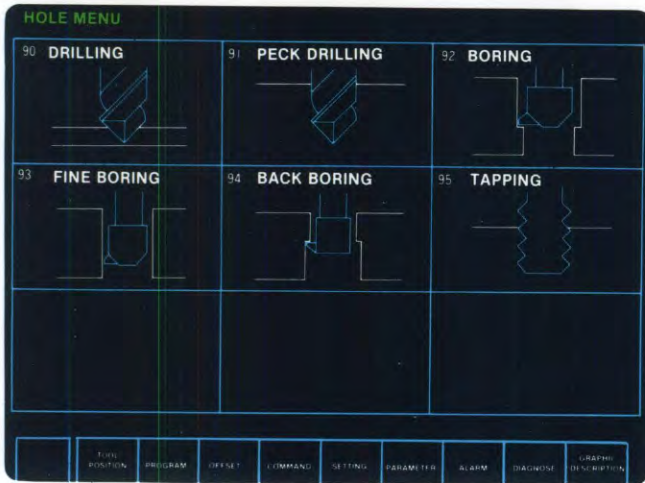 HOLE MENU
90 DRILLING
91 PECK DRILLING
92 BORING
93 FINE BORING
94 BACK BORING
95 TAPPING
TOOL
POSITION
PROGRAM
OFFSET
COMMAND
SETTING
PARAMETER
ALARM
DIAGNOSE
GRAPHIC
DESCRIPTION